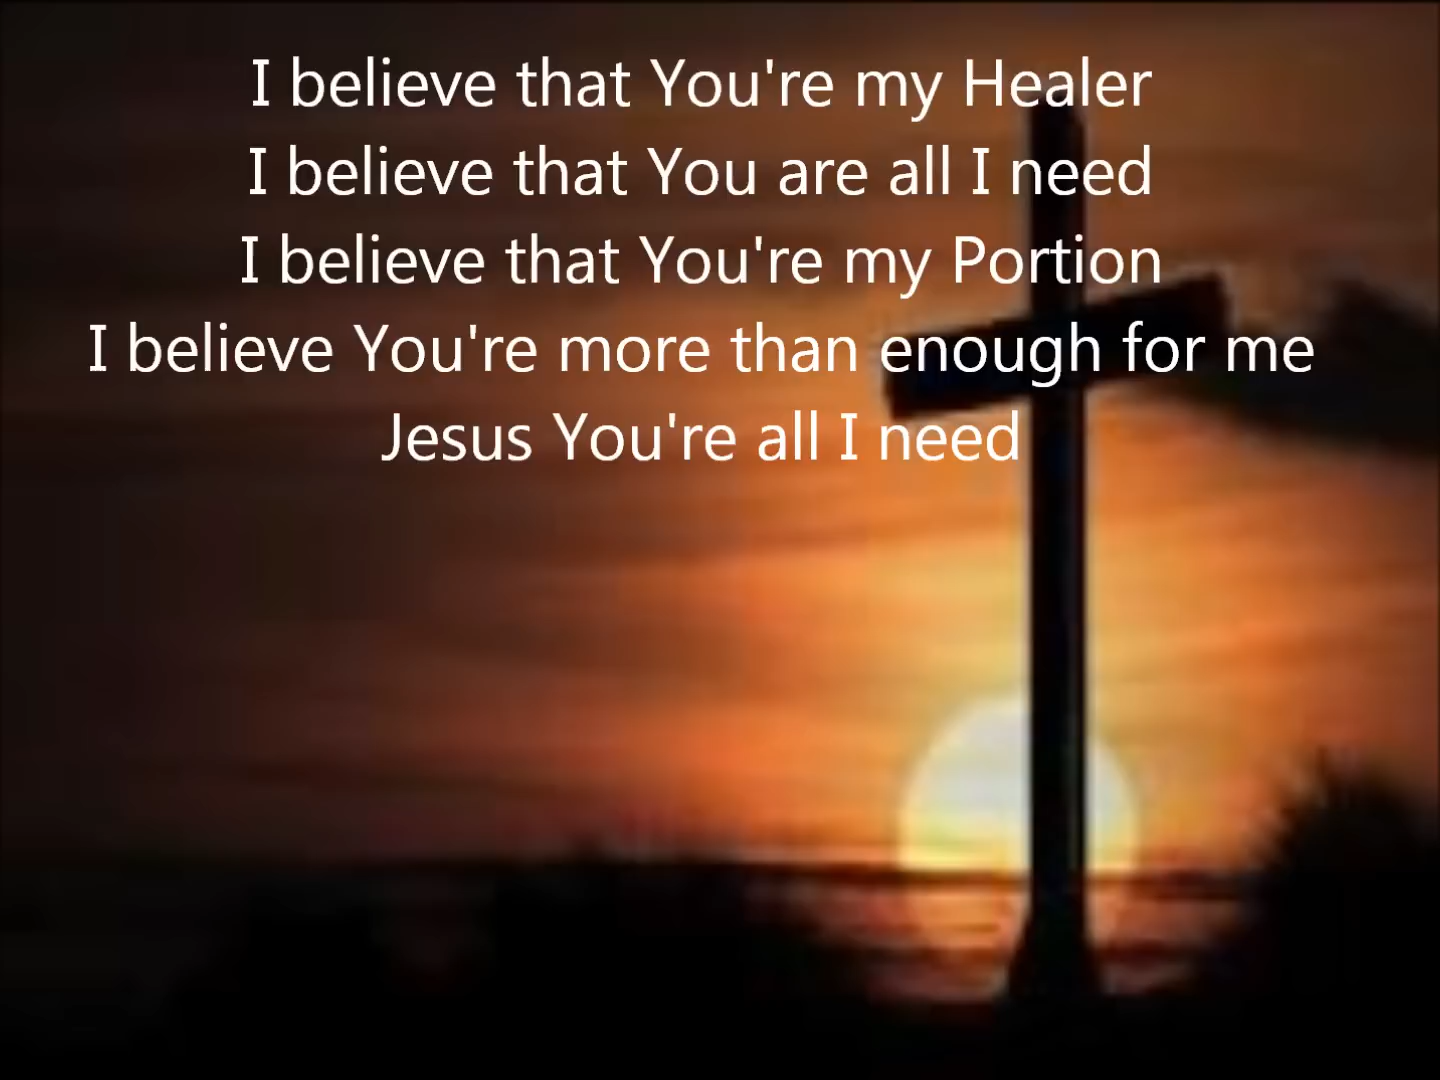 I believe that You're my Healer
I believe that You are all I need
I believe that You're my Portion
I believe You're more than enough for me
Jesus You're all I need